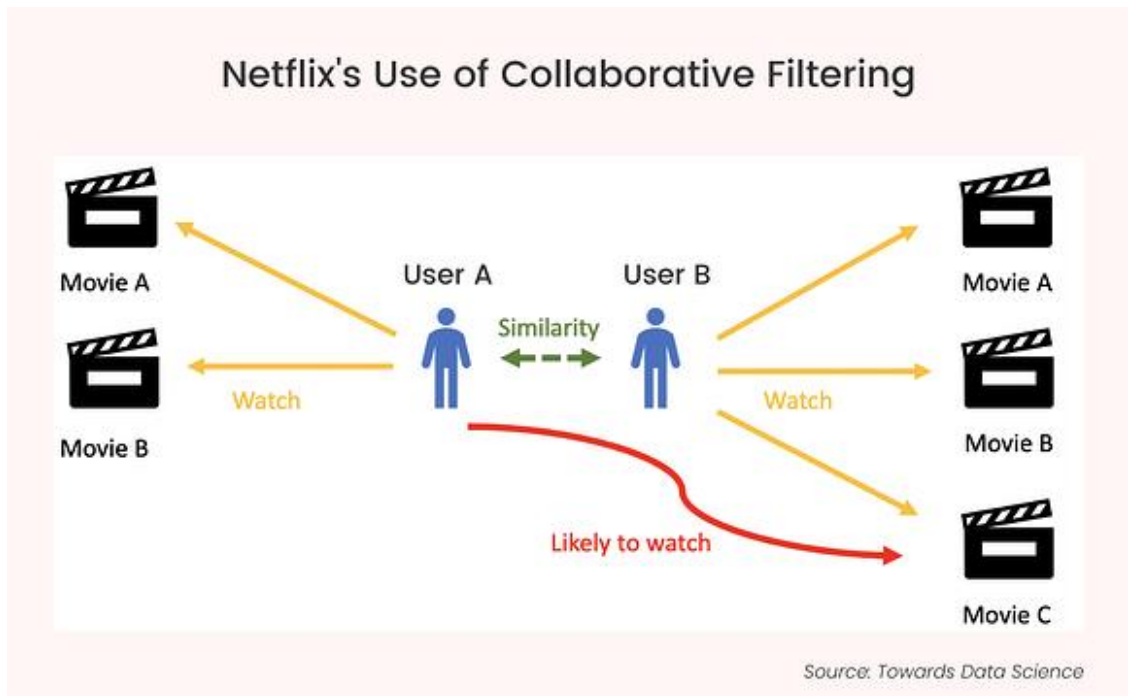 Netflix's Use of Collaborative Filtering
Movie A
User A
User B
Movie A
Similarity
Watch
Watch
Movie B
Movie B
Likely to watch
Movie C
Source: Towards Data Science